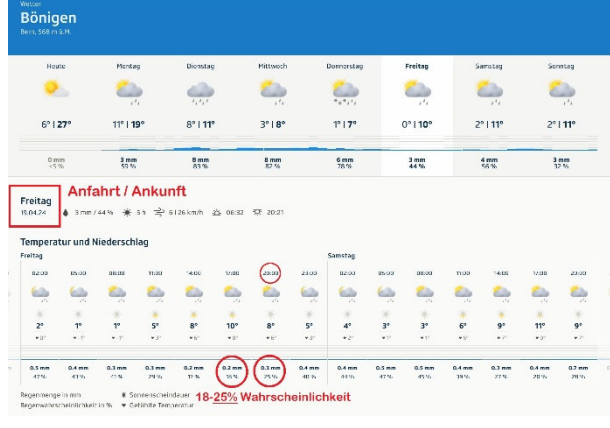 Wetter
Bönigen
Bern, 568 m ü.M.
Heute Montag Dienstag Mittwoch Donnerstag Freitag Samstag Sonntag
6° | 27° 11° | 19° 8° | 11° 3° | 8° 1° | 7° 0° | 10° 2° | 11° 2° | 11°
0 mm 3 mm 8 mm 8 mm 6 mm 3 mm 4 mm 3 mm
<5 % 59 % 83 % 82 % 78 % 44 % 56 % 32 %
Anfahrt / Ankunft
Freitag
19.04.24 3 mm / 44 % 5 h 6 | 26 km/h 06:32 20:21
Temperatur und Niederschlag
Freitag Samstag
02:00 05:00 08:00 11:00 14:00 17:00 20:00 23:00 02:00 05:00 08:00 11:00 14:00 17:00 23:00
2° 1° 1° 5° 8° 10° 8° 5° 4° 3° 3° 6° 9° 11° 9°
0.5 mm 0.4 mm 0.3 mm 0.3 mm 0.2 mm 0.2 mm 0.3 mm 0.4 mm 0.4 mm 0.4 mm 0.5 mm 0.4 mm 0.3 mm 0.4 mm 0.7 mm
25 % 40 % 20 %
Regenmenge in mm Sonnenscheindauer
18-25% Wahrscheinlichkeit
Regenwahrscheinlichkeit in % Gefühlte Temperatur